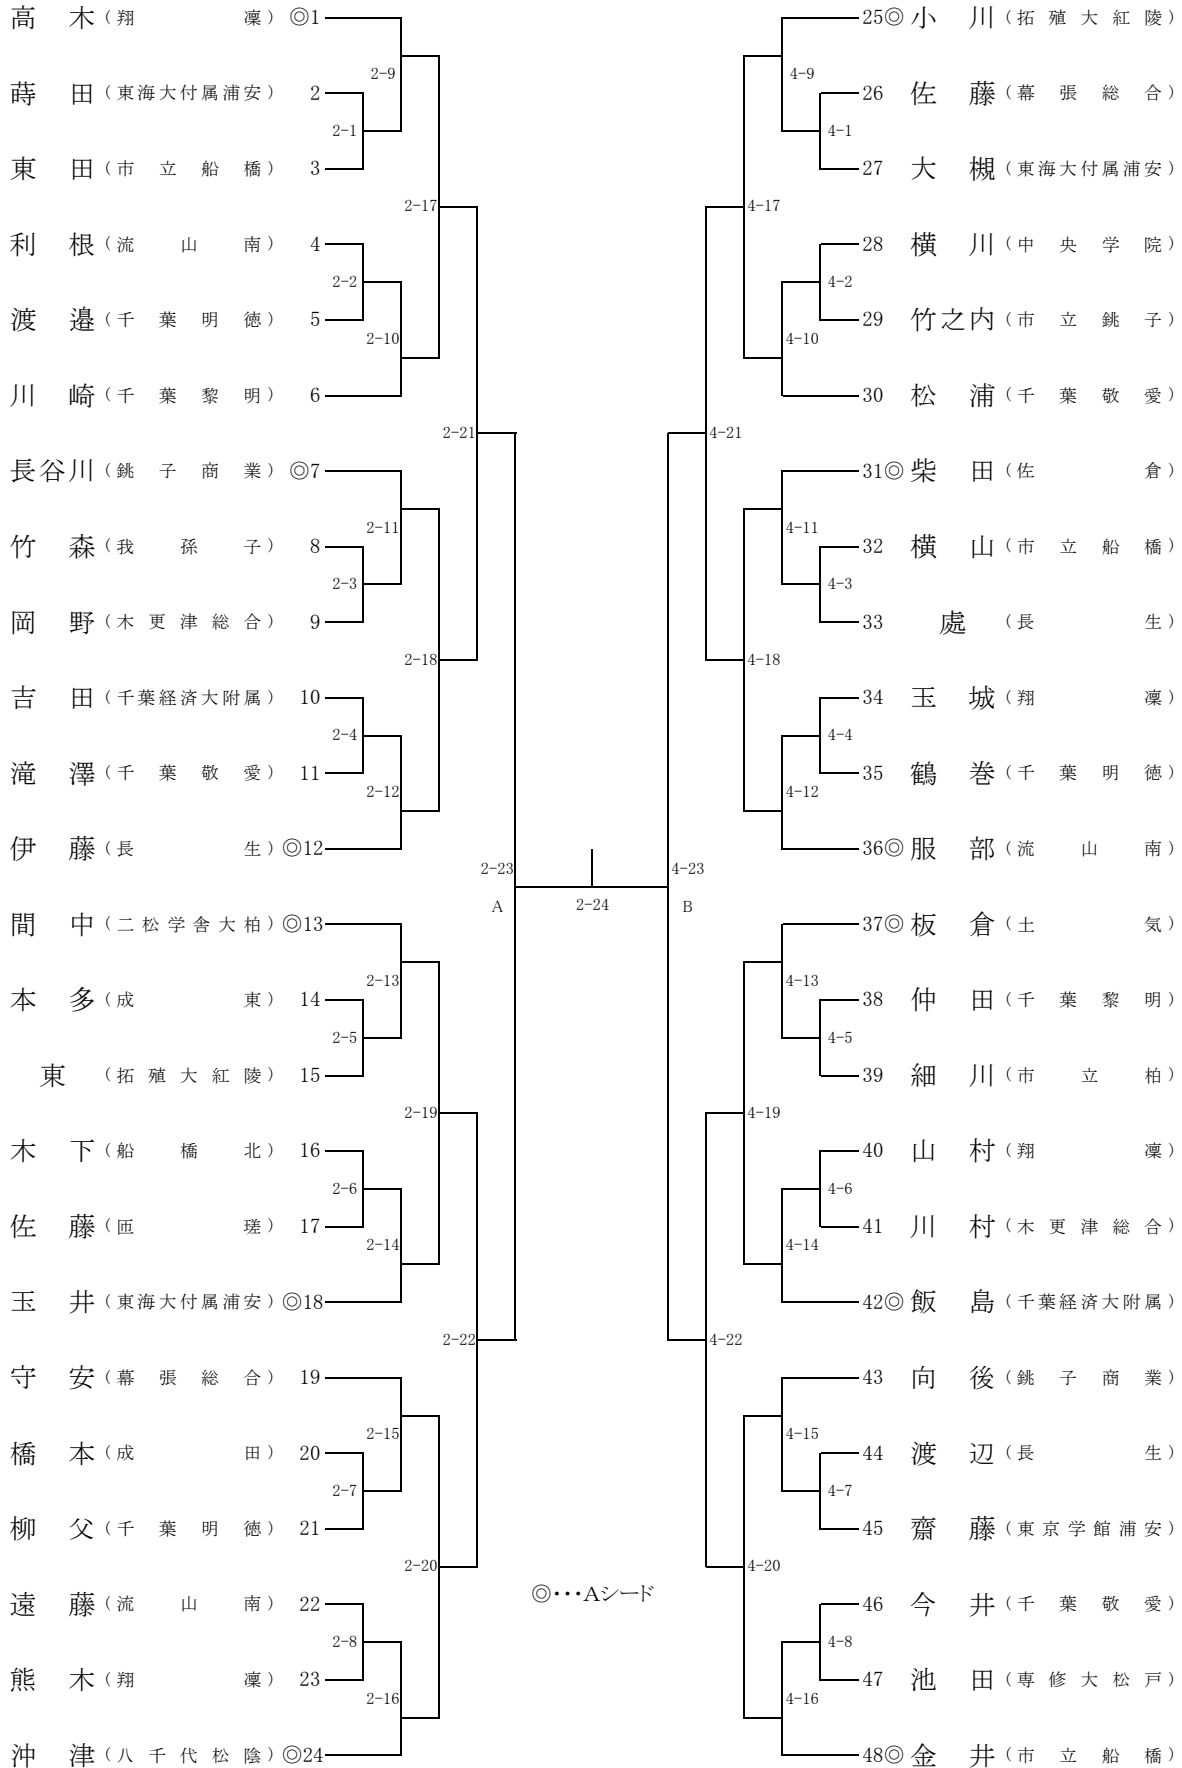 高木(翔凜) ◎1
2-9
蒔田(東海大付属浦安) 2
2-1
東田(市立船橋) 3
2-17
利根(流山南) 4
2-2
渡邉(千葉明徳) 5
2-10
川崎(千葉黎明) 6
2-21
長谷川(銚子商業) ◎7
2-11
竹森(我孫子) 8
2-3
岡野(木更津総合) 9
2-18
吉田(千葉経済大附属) 10
2-4
滝澤(千葉敬愛) 11
2-12
伊藤(長生) ◎12
2-23
A
間中(二松学舎大柏) ◎13
2-13
本多(成東) 14
2-5
東(拓殖大紅陵) 15
2-19
木下(船橋北) 16
2-6
佐藤(匝瑳) 17
2-14
玉井(東海大付属浦安) ◎18
2-22
守安(幕張総合) 19
2-15
橋本(成田) 20
2-7
柳父(千葉明徳) 21
2-20
遠藤(流山南) 22
2-8
熊木(翔凜) 23
2-16
沖津(八千代松陰) ◎24
2-24
◎・・・Aシード
25◎ 小川(拓殖大紅陵)
4-9
26 佐藤(幕張総合)
4-1
27 大槻(東海大付属浦安)
4-17
28 横川(中央学院)
4-2
29 竹之内(市立銚子)
4-10
30 松浦(千葉敬愛)
4-21
31◎ 柴田(佐倉)
4-11
32 横山(市立船橋)
4-3
33 處(長生)
4-18
34 玉城(翔凜)
4-4
35 鶴巻(千葉明徳)
4-12
36◎ 服部(流山南)
4-23
B
37◎ 板倉(土気)
4-13
38 仲田(千葉黎明)
4-5
39 細川(市立柏)
4-19
40 山村(翔凜)
4-6
41 川村(木更津総合)
4-14
42◎ 飯島(千葉経済大附属)
4-22
43 向後(銚子商業)
4-15
44 渡辺(長生)
4-7
45 齋藤(東京学館浦安)
4-20
46 今井(千葉敬愛)
4-8
47 池田(専修大松戸)
4-16
48◎ 金井(市立船橋)